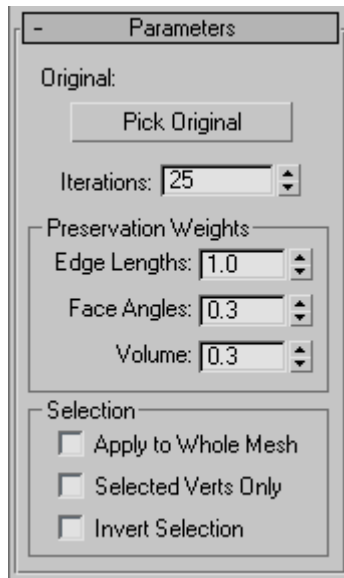 - Parameters
Original:
Pick Original
Iterations: 25
Preservation Weights
Edge Lengths: 1.0
Face Angles: 0.3
Volume: 0.3
Selection
Apply to Whole Mesh
Selected Verts Only
Invert Selection